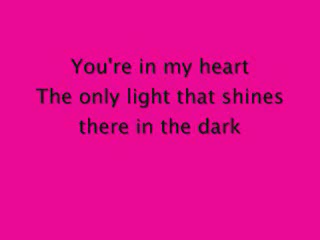 You're in my heart
The only light that shines
there in the dark